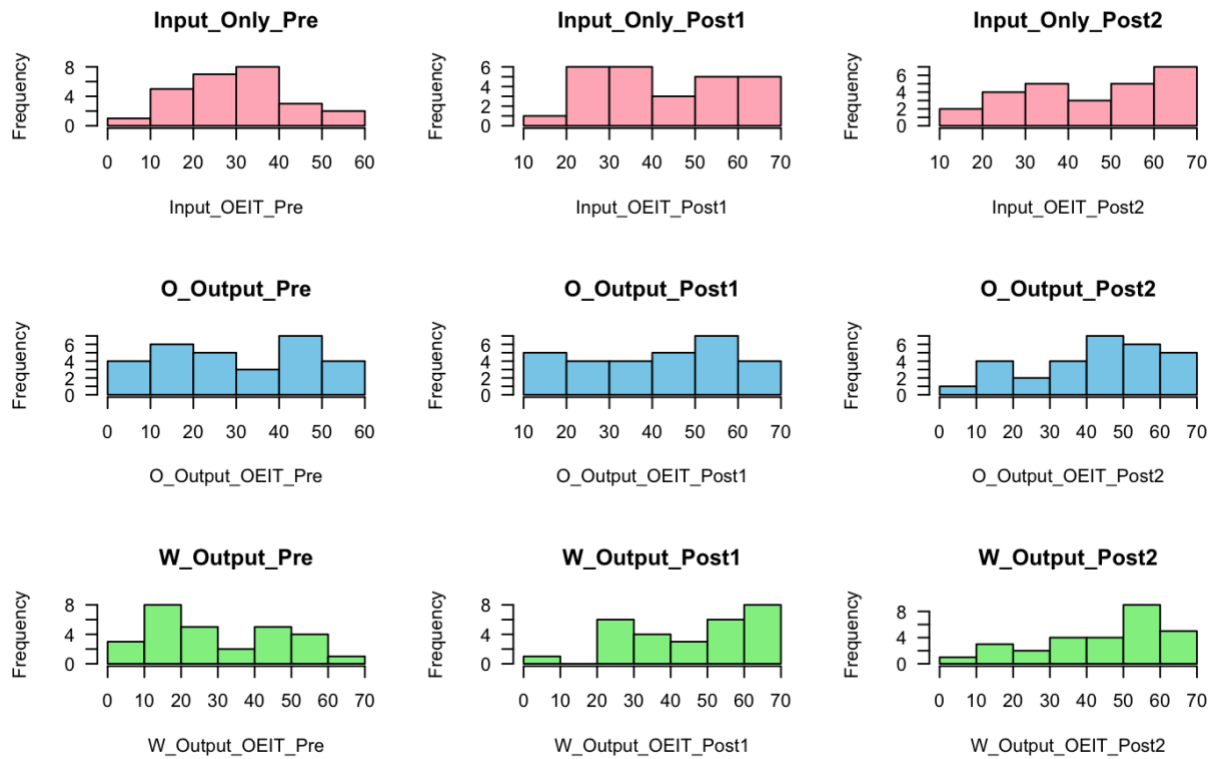 Input_Only_Pre
Frequency
0 4 8
0 10 20 30 40 50 60
Input_OEIT_Pre
Input_Only_Post1
Frequency
0 2 4 6
10 20 30 40 50 60 70
Input_OEIT_Post1
Input_Only_Post2
Frequency
0 2 4 6
10 20 30 40 50 60 70
Input_OEIT_Post2
O_Output_Pre
Frequency
0 2 4 6
0 10 20 30 40 50 60
O_Output_OEIT_Pre
O_Output_Post1
Frequency
0 2 4 6
10 20 30 40 50 60 70
O_Output_OEIT_Post1
O_Output_Post2
Frequency
0 2 4 6
0 10 20 30 40 50 60 70
O_Output_OEIT_Post2
W_Output_Pre
Frequency
0 4 8
0 10 20 30 40 50 60 70
W_Output_OEIT_Pre
W_Output_Post1
Frequency
0 4 8
0 10 20 30 40 50 60 70
W_Output_OEIT_Post1
W_Output_Post2
Frequency
0 4 8
0 10 20 30 40 50 60 70
W_Output_OEIT_Post2